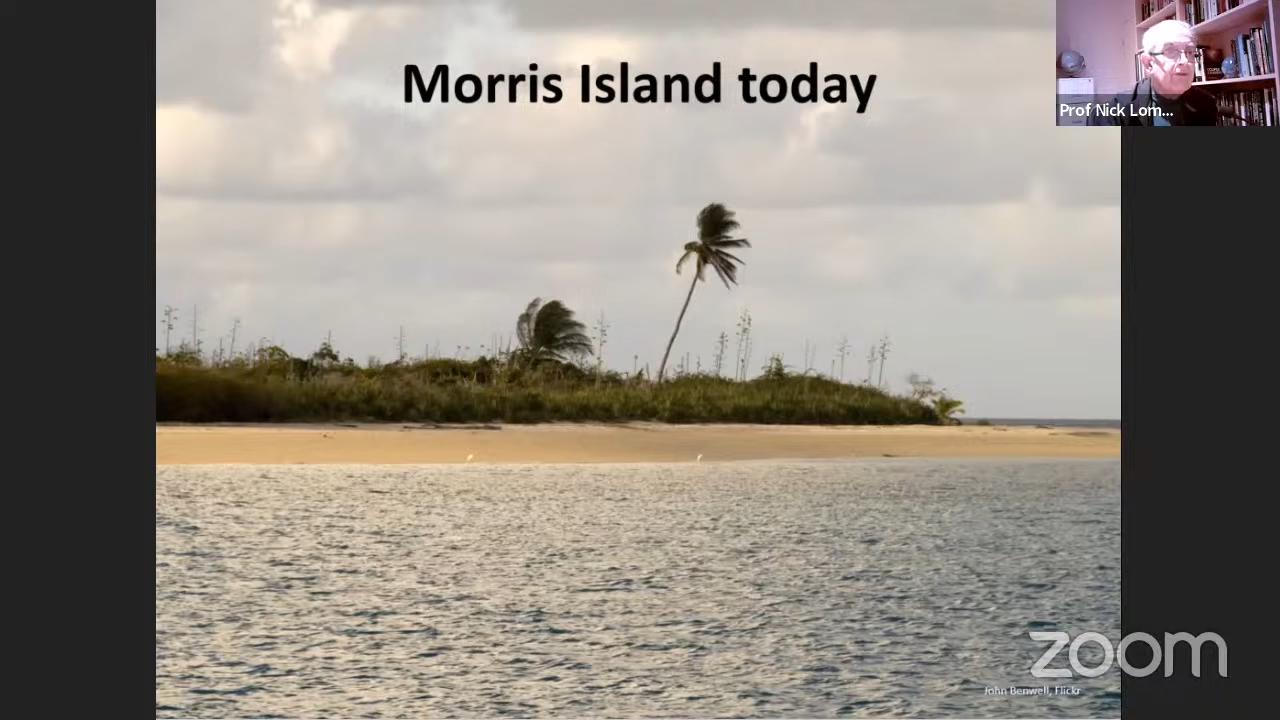 Morris Island today
Prof Nick Lom...
zoom
John Benwell, Flickr